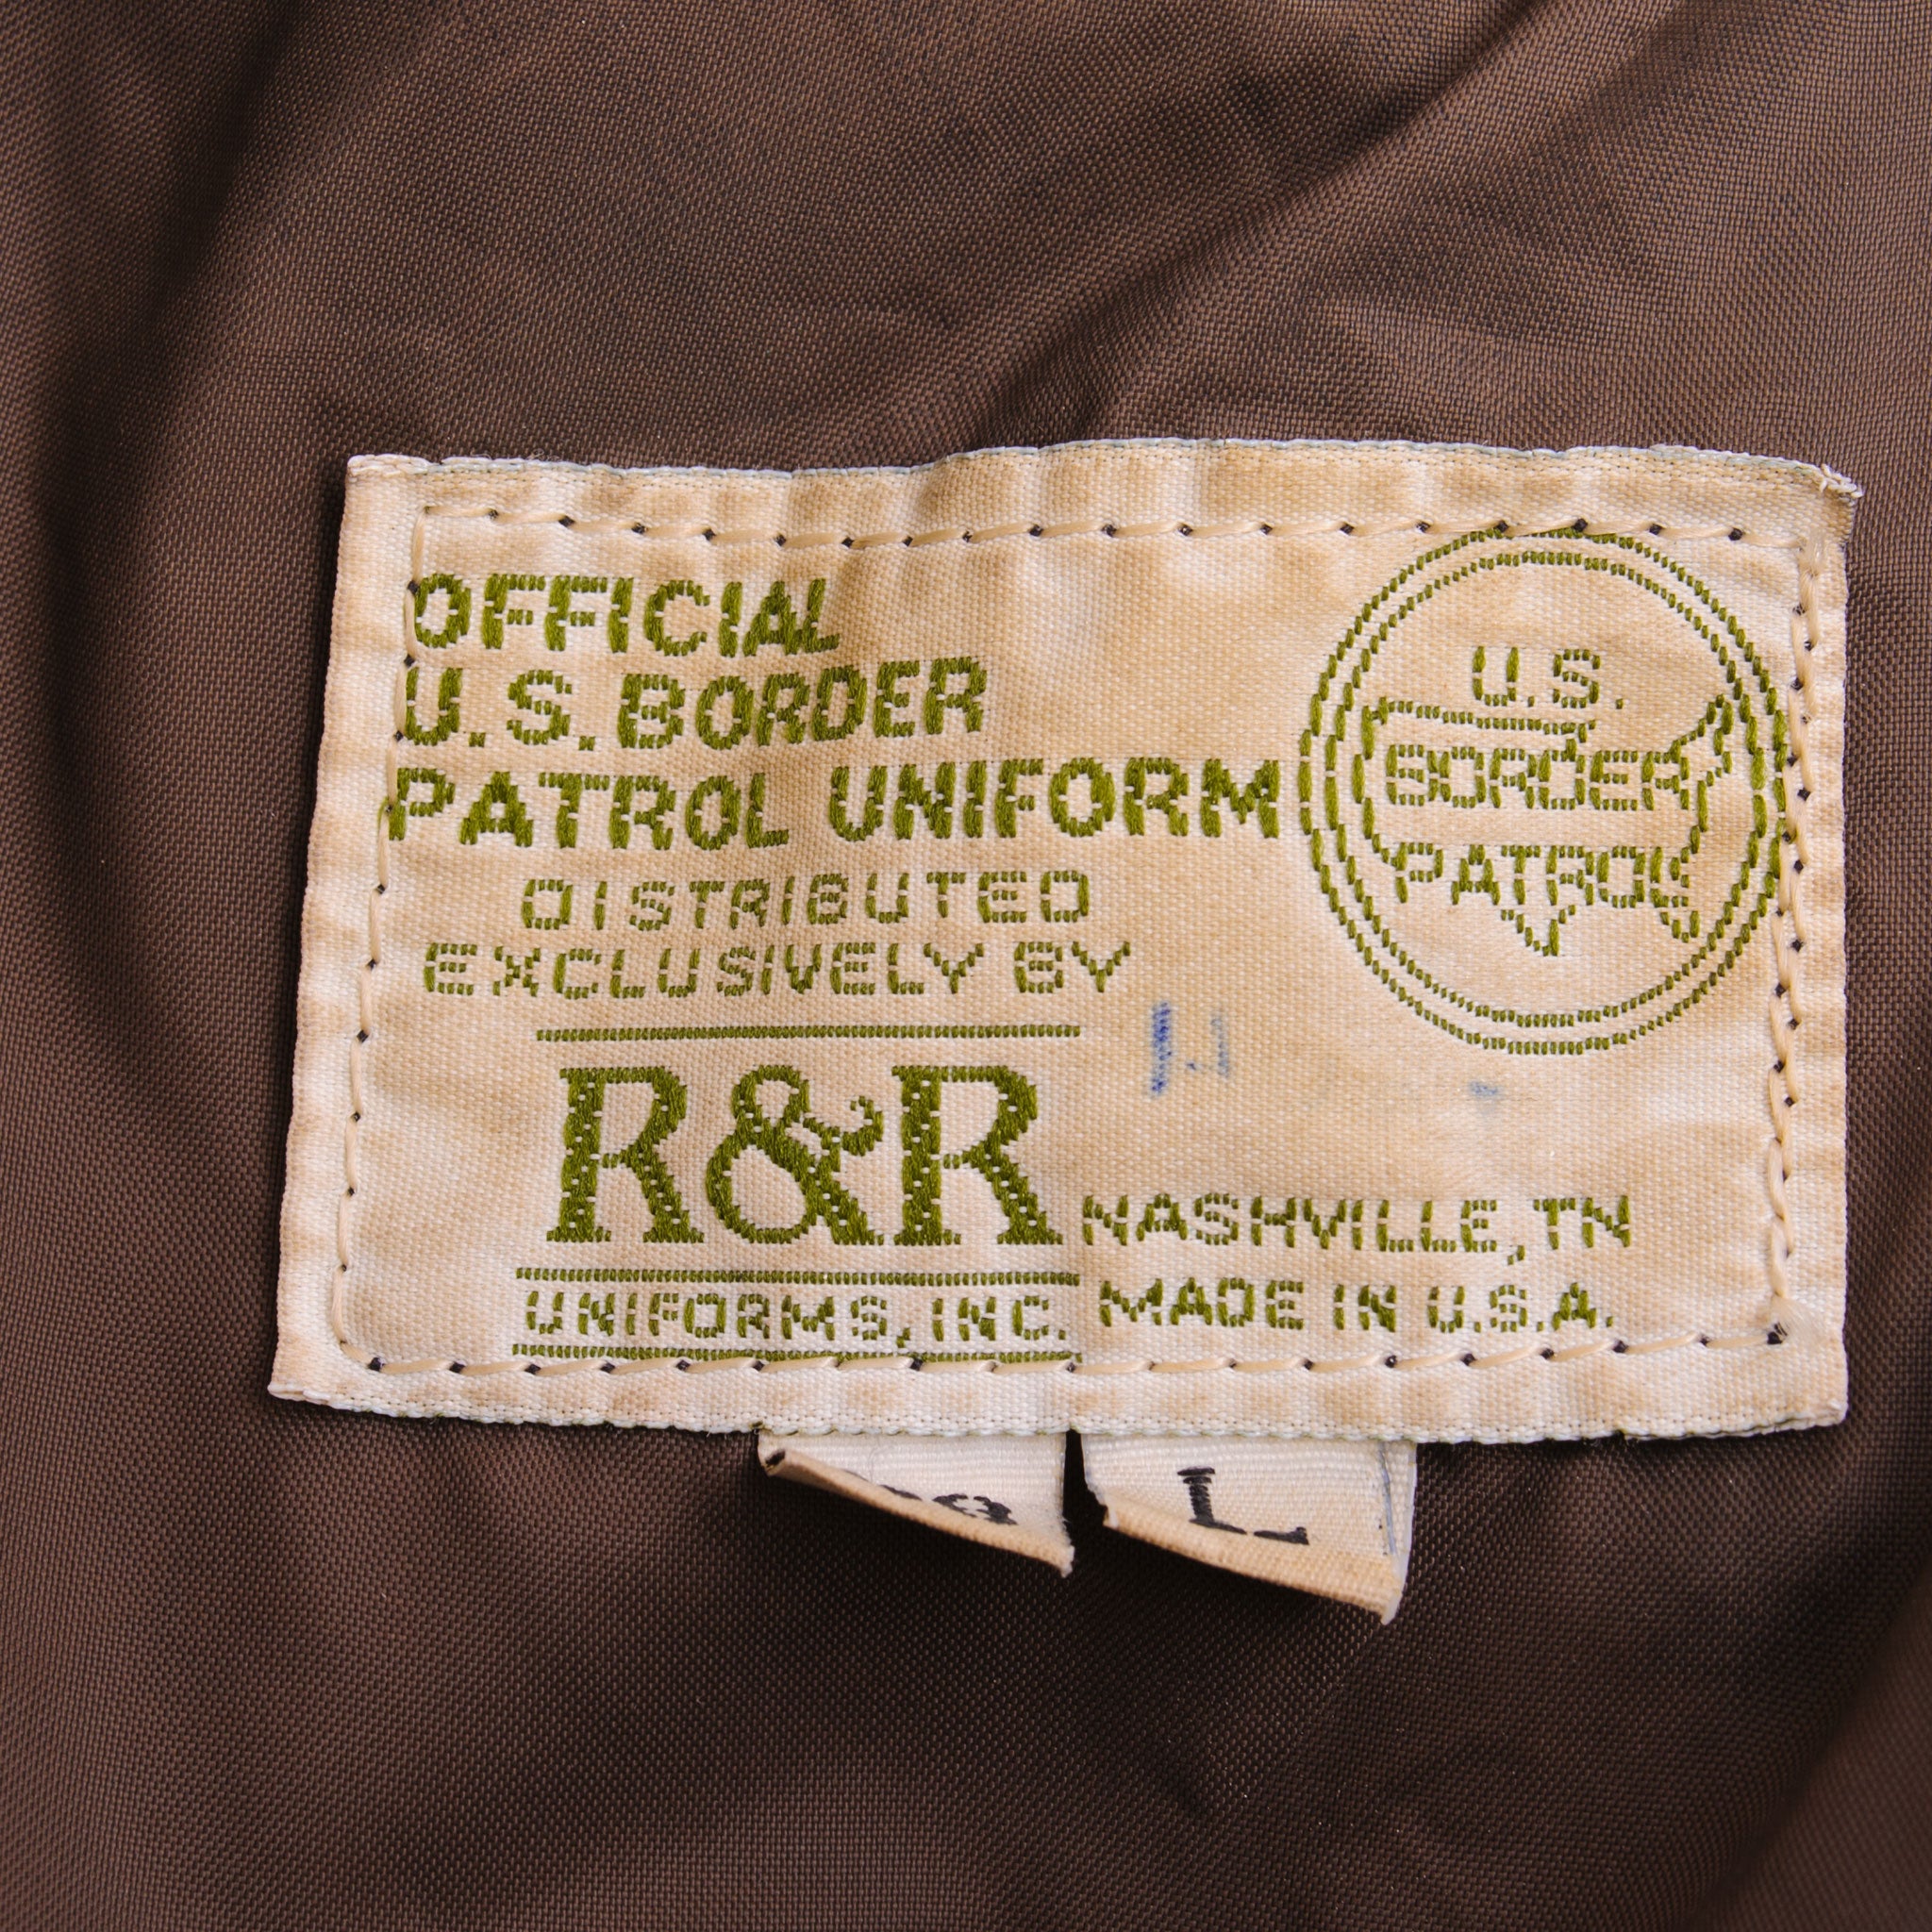 OFFICIAL
U.S. BORDER
PATROL UNIFORM
DISTRIBUTED
EXCLUSIVELY BY
R&R
UNIFORMS, INC.
NASHVILLE, TN
MADE IN U.S.A.
U.S.
BORDER
PATROL
L